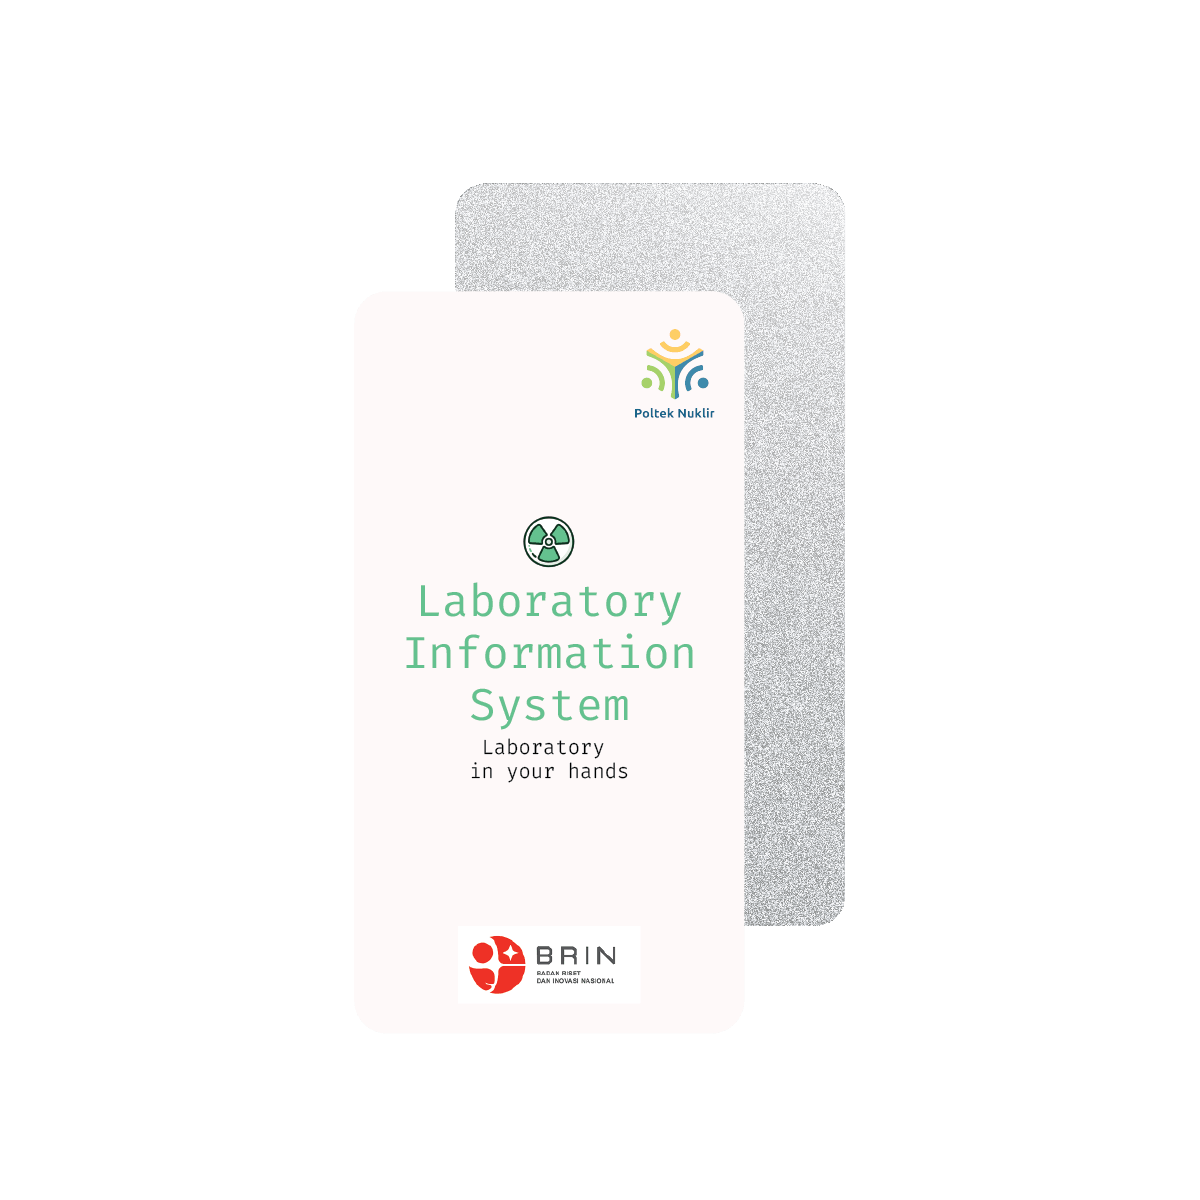 Poltek Nuklir
Laboratory
Information
System
Laboratory
in your hands
BRIN
BADAN RISET
DAN INOVASI NASIONAL